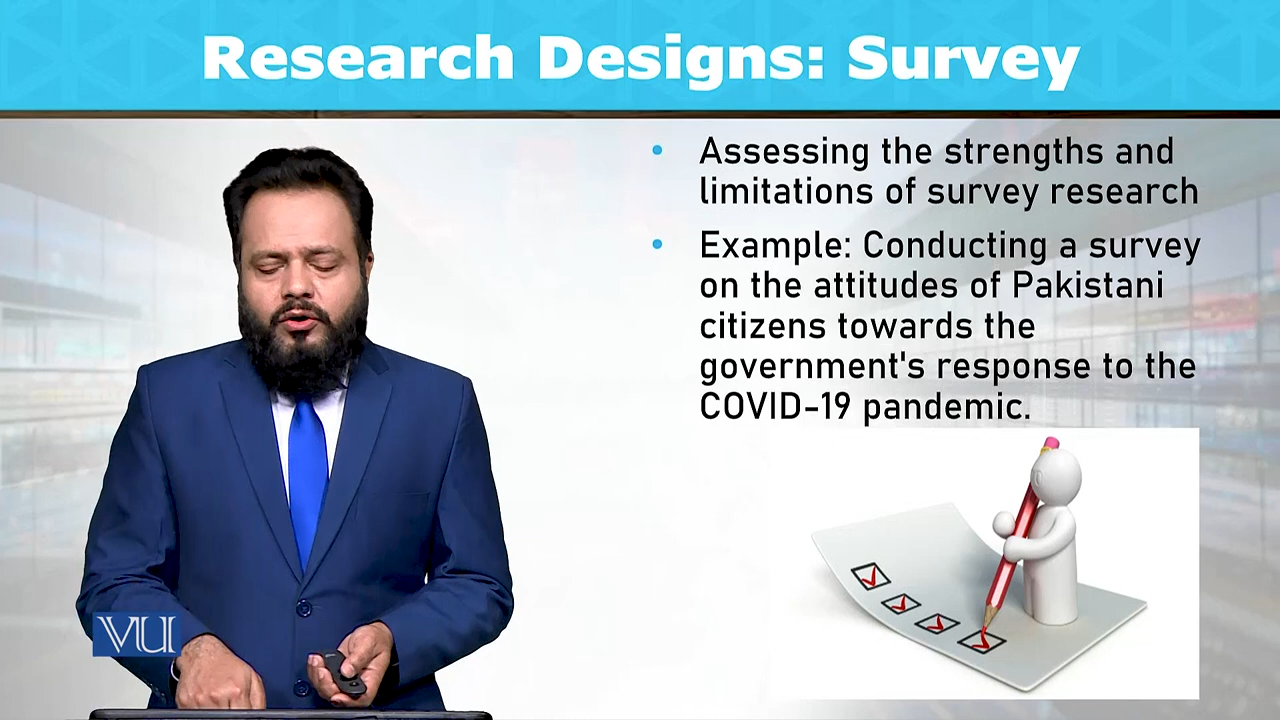 Research Designs: Survey
• Assessing the strengths and
limitations of survey research
• Example: Conducting a survey
on the attitudes of Pakistani
citizens towards the
government's response to the
COVID-19 pandemic.
VU